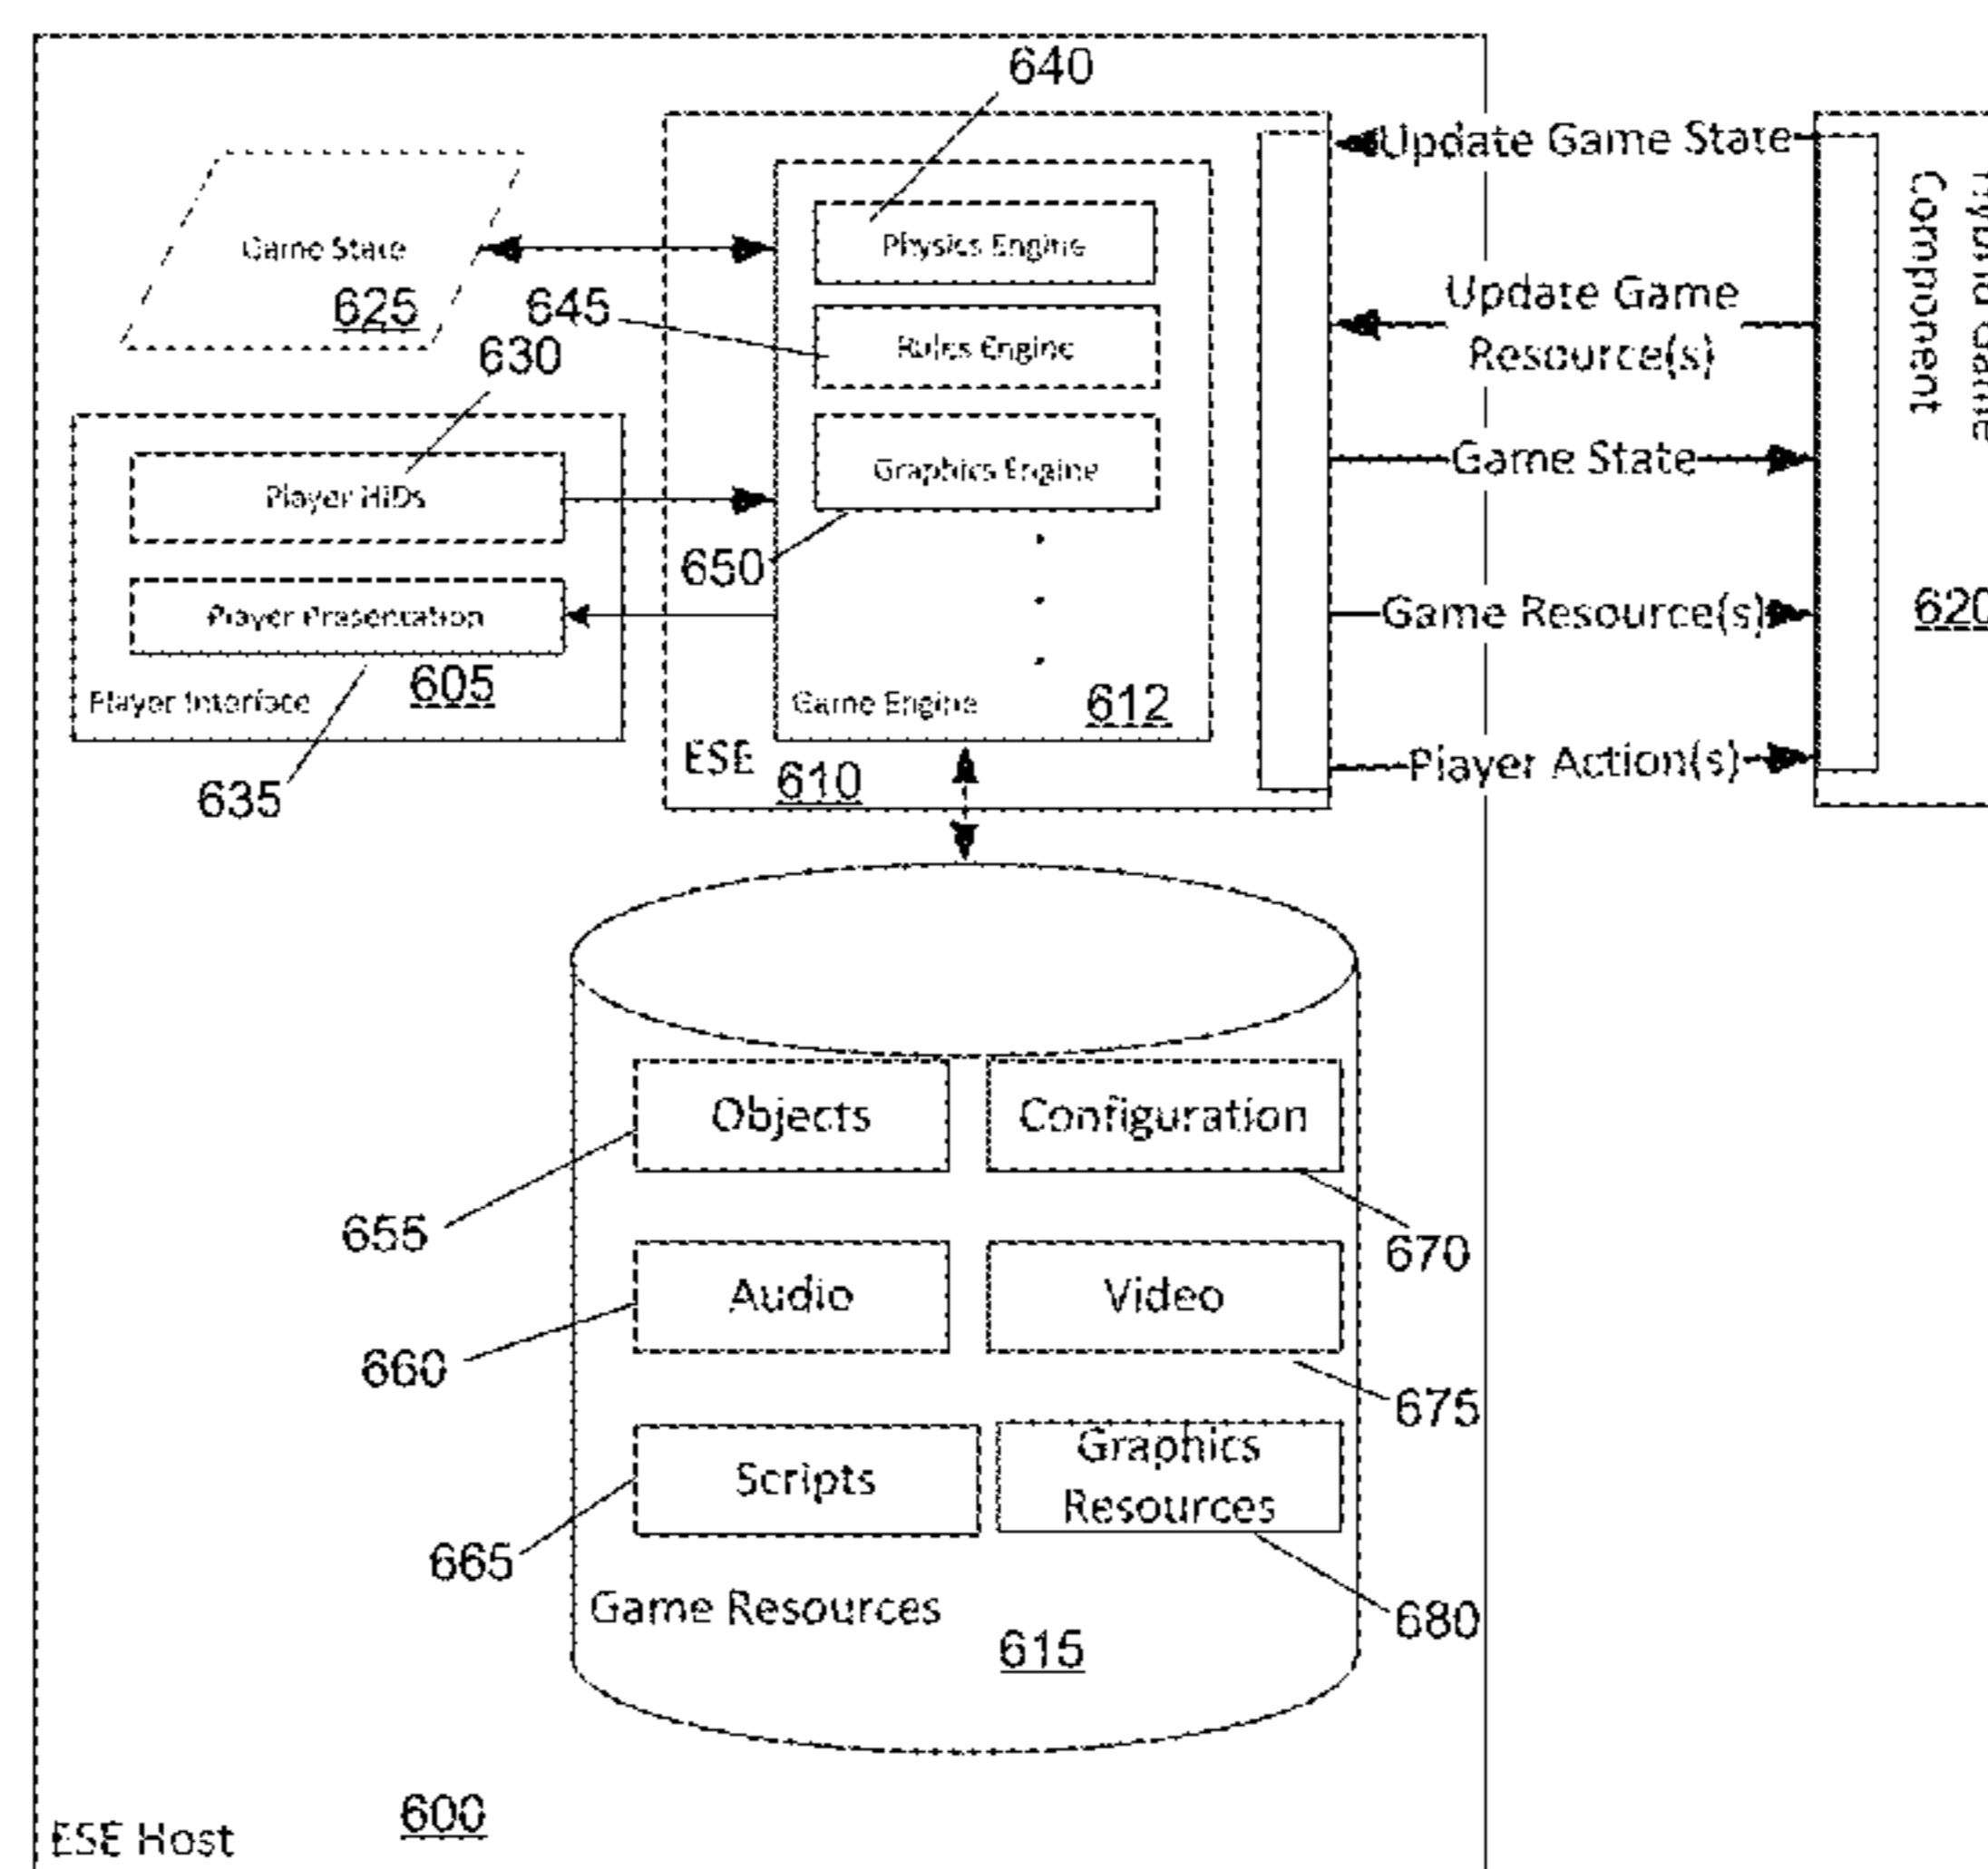 640
Update Game State
Game State
625
Physics Engine
645
Rules Engine
Update Game
Resource(s)
Component
630
Player HIDs
Graphics Engine
Game State
650
Player Presentation
605
Player Interface
635
Game Engine
612
ESE
610
Game Resource(s)
620
Player Action(s)
Objects
Configuration
655
670
Audio
Video
660
675
Scripts
Graphics
Resources
665
680
Game Resources
615
600
ESE Host